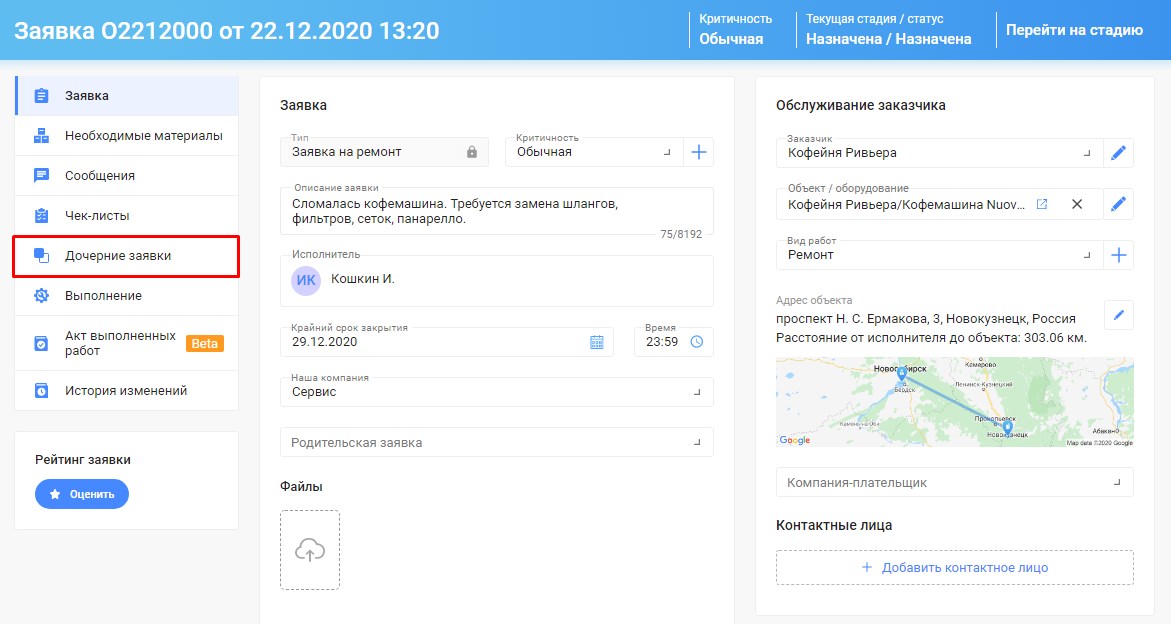 Заявка О2212000 от 22.12.2020 13:20
Критичность
Обычная
Текущая стадия / статус
Назначена / Назначена
Перейти на стадию
Заявка
Необходимые материалы
Сообщения
Чек-листы
Дочерние заявки
Выполнение
Акт выполненных
работ
Beta
История изменений
Рейтинг заявки
Оценить
Заявка
Тип
Заявка на ремонт
Критичность
Обычная
Описание заявки
Сломалась кофемашина. Требуется замена шлангов,
фильтров, сеток, панарелло.
75/8192
Исполнитель
ИК
Кошкин И.
Крайний срок закрытия
29.12.2020
Время
23:59
Наша компания
Сервис
Родительская заявка
Файлы
Обслуживание заказчика
Заказчик
Кофейня Ривьера
Объект / оборудование
Кофейня Ривьера/Кофемашина Nuov...
Вид работ
Ремонт
Адрес объекта
проспект Н. С. Ермакова, 3, Новокузнецк, Россия
Расстояние от исполнителя до объекта: 303.06 км.
Кемерово
Ленинск-Кузнецкий
Бердск
Прокопьевск
Абакан
Google
Map data ©2020 Google
Компания-плательщик
Контактные лица
Добавить контактное лицо